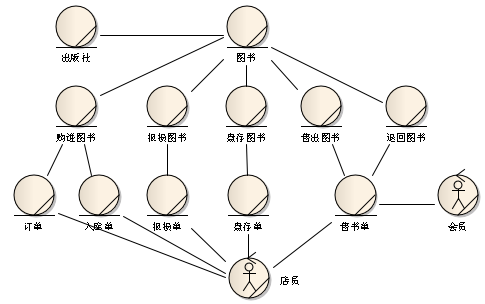 出版社
图书
购进图书
报损图书
盘存图书
售出图书
退回图书
订单
入库单
报损单
盘存单
售书单
会员
店员